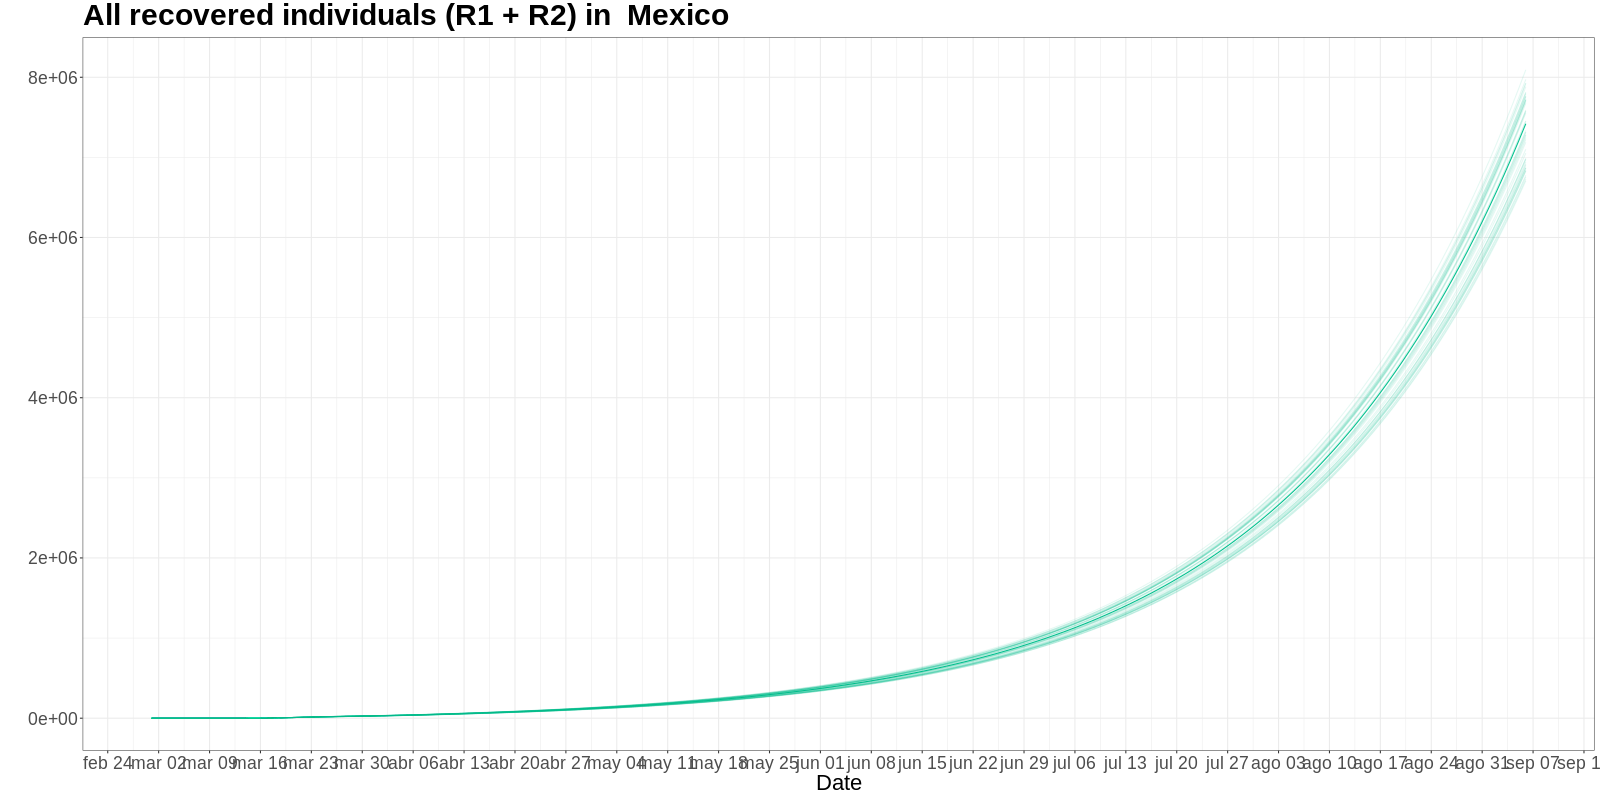 All recovered individuals (R1 + R2) in  Mexico
8e+06
6e+06
4e+06
2e+06
0e+00
feb 24 mar 02 mar 09 mar 16 mar 23 mar 30 abr 06 abr 13 abr 20 abr 27 may 04 may 11 may 18 may 25 jun 01 jun 08 jun 15 jun 22 jun 29 jul 06 jul 13 jul 20 jul 27 ago 03 ago 10 ago 17 ago 24 ago 31 sep 07 sep 1
Date